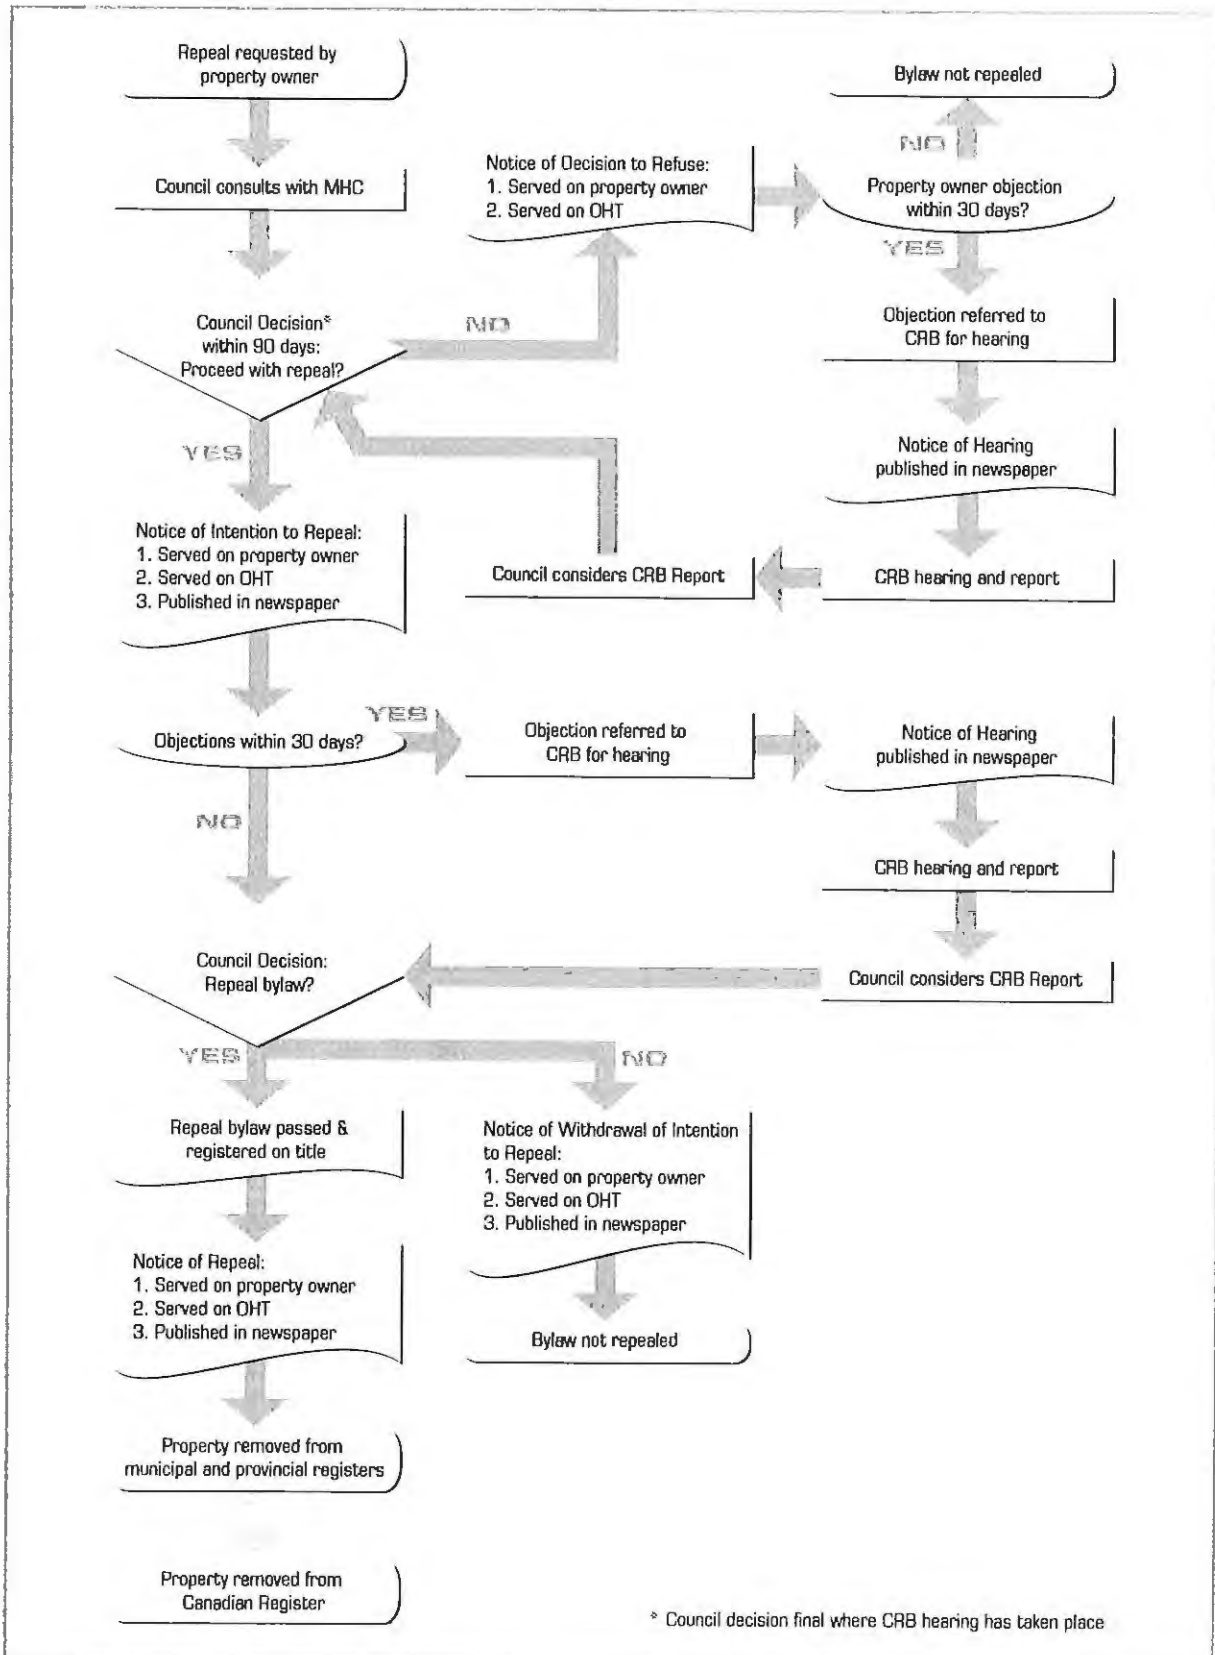 Repeal requested by
property owner
Council consults with MHC
Council Decision*
within 90 days:
Proceed with repeal?
NO
Notice of Decision to Refuse:
1. Served on property owner
2. Served on OHT
Property owner objection
within 30 days?
NO
Bylaw not repealed
YES
Objection referred to
CRB for hearing
Notice of Hearing
published in newspaper
CRB hearing and report
Council considers CRB Report
YES
Notice of Intention to Repeal:
1. Served on property owner
2. Served on OHT
3. Published in newspaper
Objections within 30 days?
YES
Objection referred to
CRB for hearing
Notice of Hearing
published in newspaper
CRB hearing and report
Council considers CRB Report
NO
Council Decision:
Repeal bylaw?
YES
NO
Repeal bylaw passed &
registered on title
Notice of Repeal:
1. Served on property owner
2. Served on OHT
3. Published in newspaper
Notice of Withdrawal of Intention
to Repeal:
1. Served on property owner
2. Served on OHT
3. Published in newspaper
Bylaw not repealed
Property removed from
municipal and provincial registers
Property removed from
Canadian Register
* Council decision final where CRB hearing has taken place